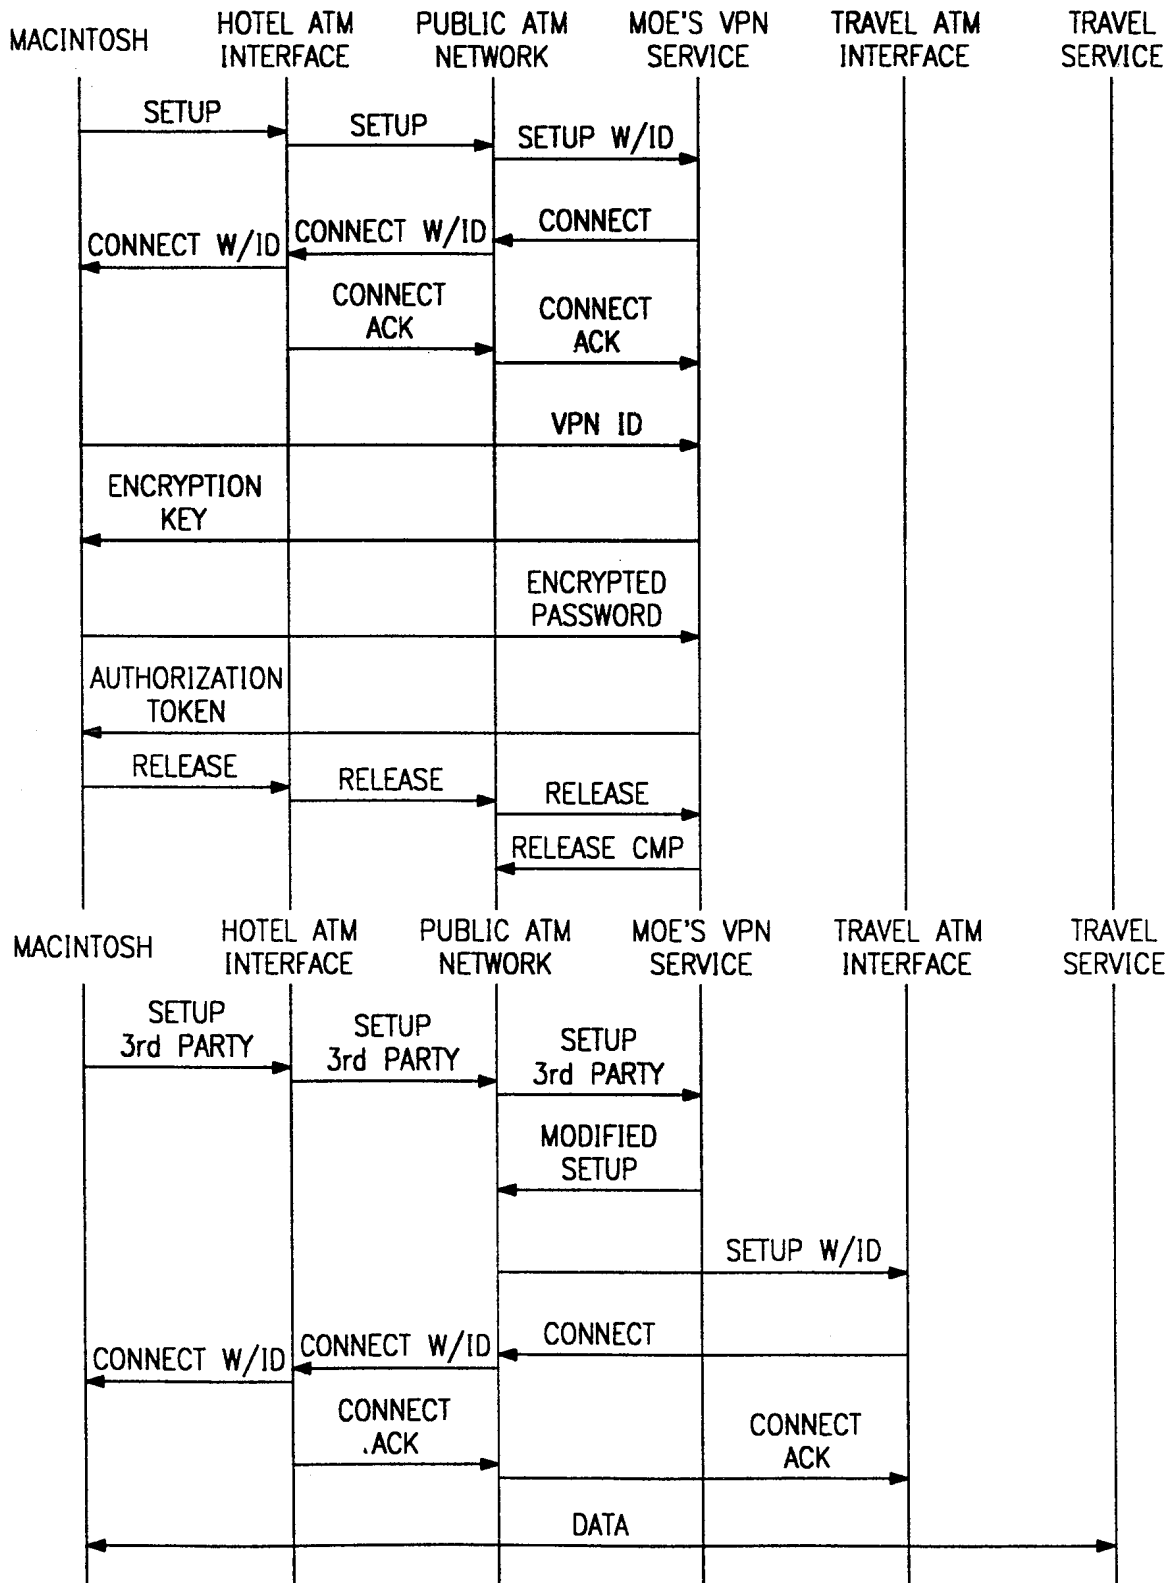 MACINTOSH
HOTEL ATM
INTERFACE
PUBLIC ATM
NETWORK
MOE'S VPN
SERVICE
TRAVEL ATM
INTERFACE
TRAVEL
SERVICE
SETUP
SETUP
SETUP W/ID
CONNECT
CONNECT W/ID
CONNECT W/ID
CONNECT
ACK
CONNECT
ACK
VPN ID
ENCRYPTION
KEY
ENCRYPTED
PASSWORD
AUTHORIZATION
TOKEN
RELEASE
RELEASE
RELEASE
RELEASE CMP
MACINTOSH
HOTEL ATM
INTERFACE
PUBLIC ATM
NETWORK
MOE'S VPN
SERVICE
TRAVEL ATM
INTERFACE
TRAVEL
SERVICE
SETUP
3rd PARTY
SETUP
3rd PARTY
SETUP
3rd PARTY
MODIFIED
SETUP
SETUP W/ID
CONNECT
CONNECT W/ID
CONNECT W/ID
CONNECT
ACK
CONNECT
ACK
DATA